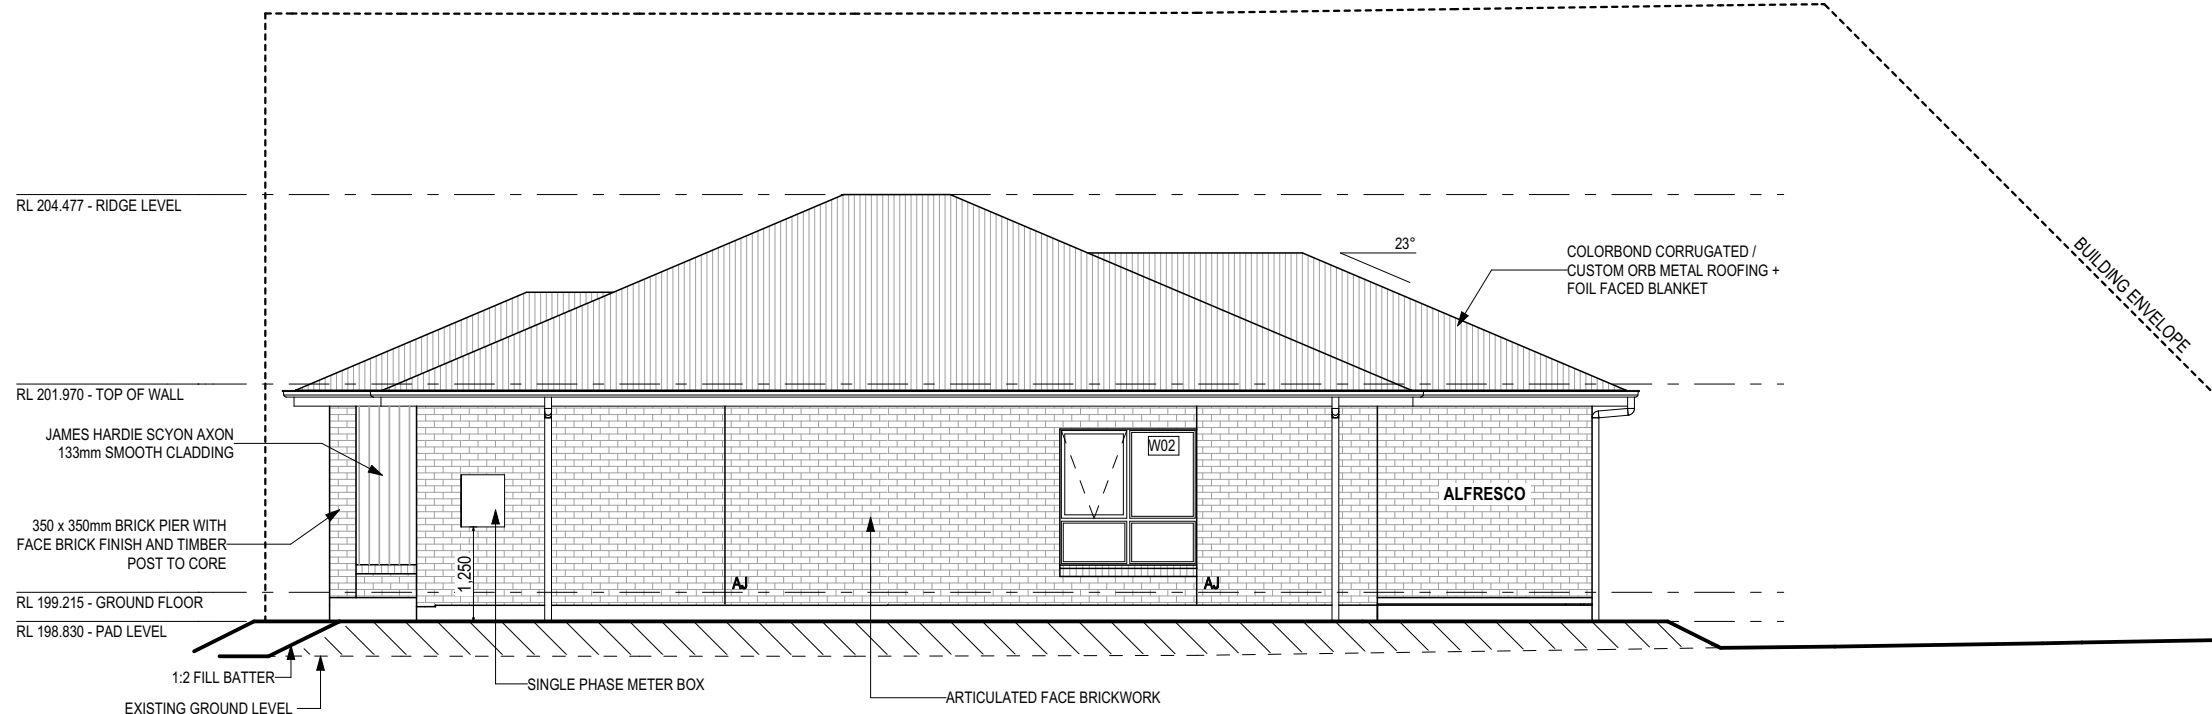 BUILDING ENVELOPE
RL 204.477 - RIDGE LEVEL
23°
COLORBOND CORRUGATED /
CUSTOM ORB METAL ROOFING +
FOIL FACED BLANKET
RL 201.970 - TOP OF WALL
JAMES HARDIE SCYON AXON
133mm SMOOTH CLADDING
W02
ALFRESCO
350 x 350mm BRICK PIER WITH
FACE BRICK FINISH AND TIMBER
POST TO CORE
1,250
AJ
AJ
RL 199.215 - GROUND FLOOR
RL 198.830 - PAD LEVEL
1:2 FILL BATTER
SINGLE PHASE METER BOX
ARTICULATED FACE BRICKWORK
EXISTING GROUND LEVEL